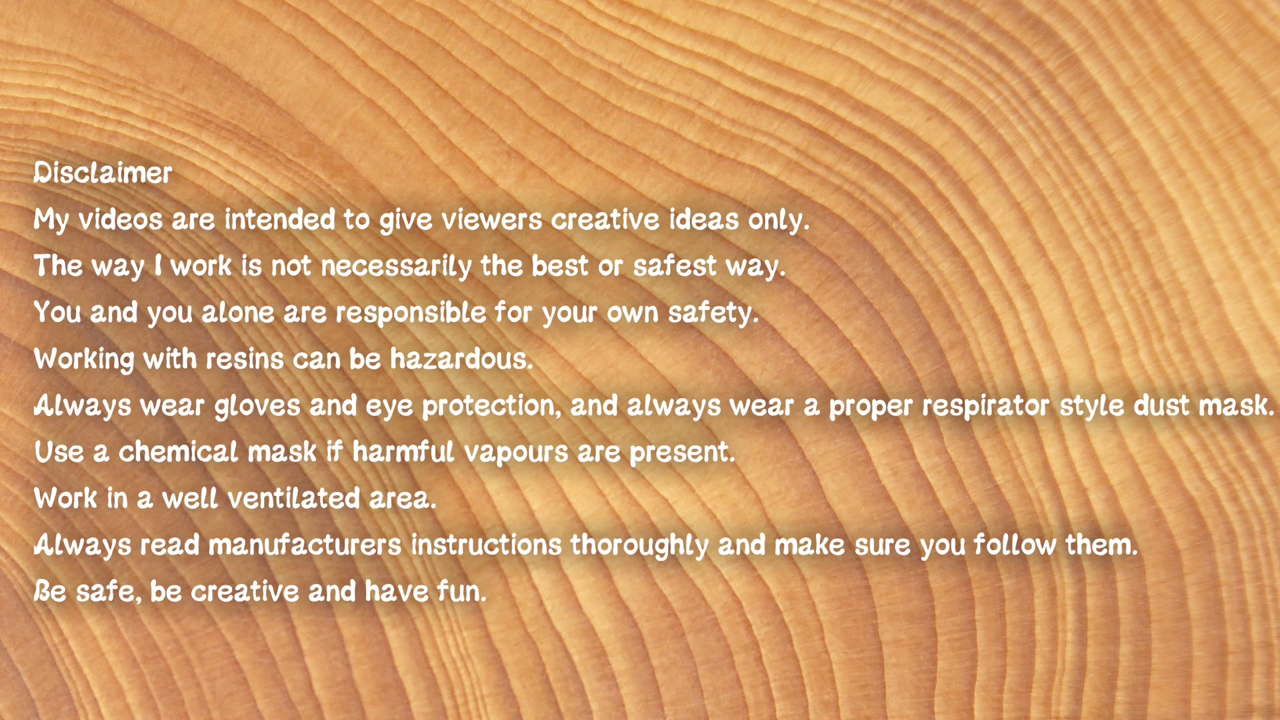 Disclaimer
My videos are intended to give viewers creative ideas only.
The way I work is not necessarily the best or safest way.
You and you alone are responsible for your own safety.
Working with resins can be hazardous.
Always wear gloves and eye protection, and always wear a proper respirator style dust mask.
Use a chemical mask if harmful vapours are present.
Work in a well ventilated area.
Always read manufacturers instructions thoroughly and make sure you follow them.
Be safe, be creative and have fun.